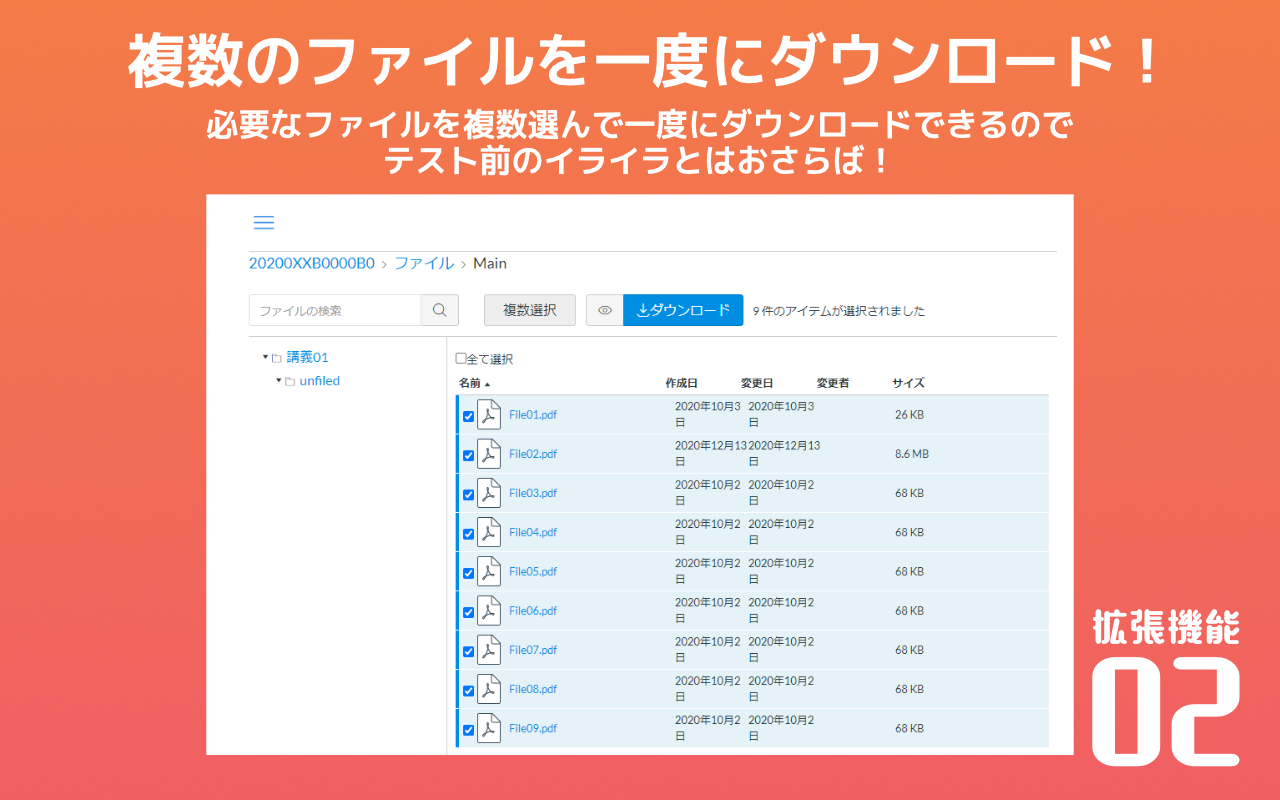 複数のファイルを一度にダウンロード！
必要なファイルを複数選んで一度にダウンロードできるので
テスト前のイライラとはおさらば！
20200XXB0000B0 › ファイル › Main
ファイルの検索 複数選択 ダウンロード 9 件のアイテムが選択されました
講義01
unfiled
全て選択
名前 作成日 変更日 変更者 サイズ
File01.pdf 2020年10月3日 2020年10月3日 26 KB
File02.pdf 2020年12月13日 2020年12月13日 8.6 MB
File03.pdf 2020年10月2日 2020年10月2日 68 KB
File04.pdf 2020年10月2日 2020年10月2日 68 KB
File05.pdf 2020年10月2日 2020年10月2日 68 KB
File06.pdf 2020年10月2日 2020年10月2日 68 KB
File07.pdf 2020年10月2日 2020年10月2日 68 KB
File08.pdf 2020年10月2日 2020年10月2日 68 KB
File09.pdf 2020年10月2日 2020年10月2日 68 KB
拡張機能
02